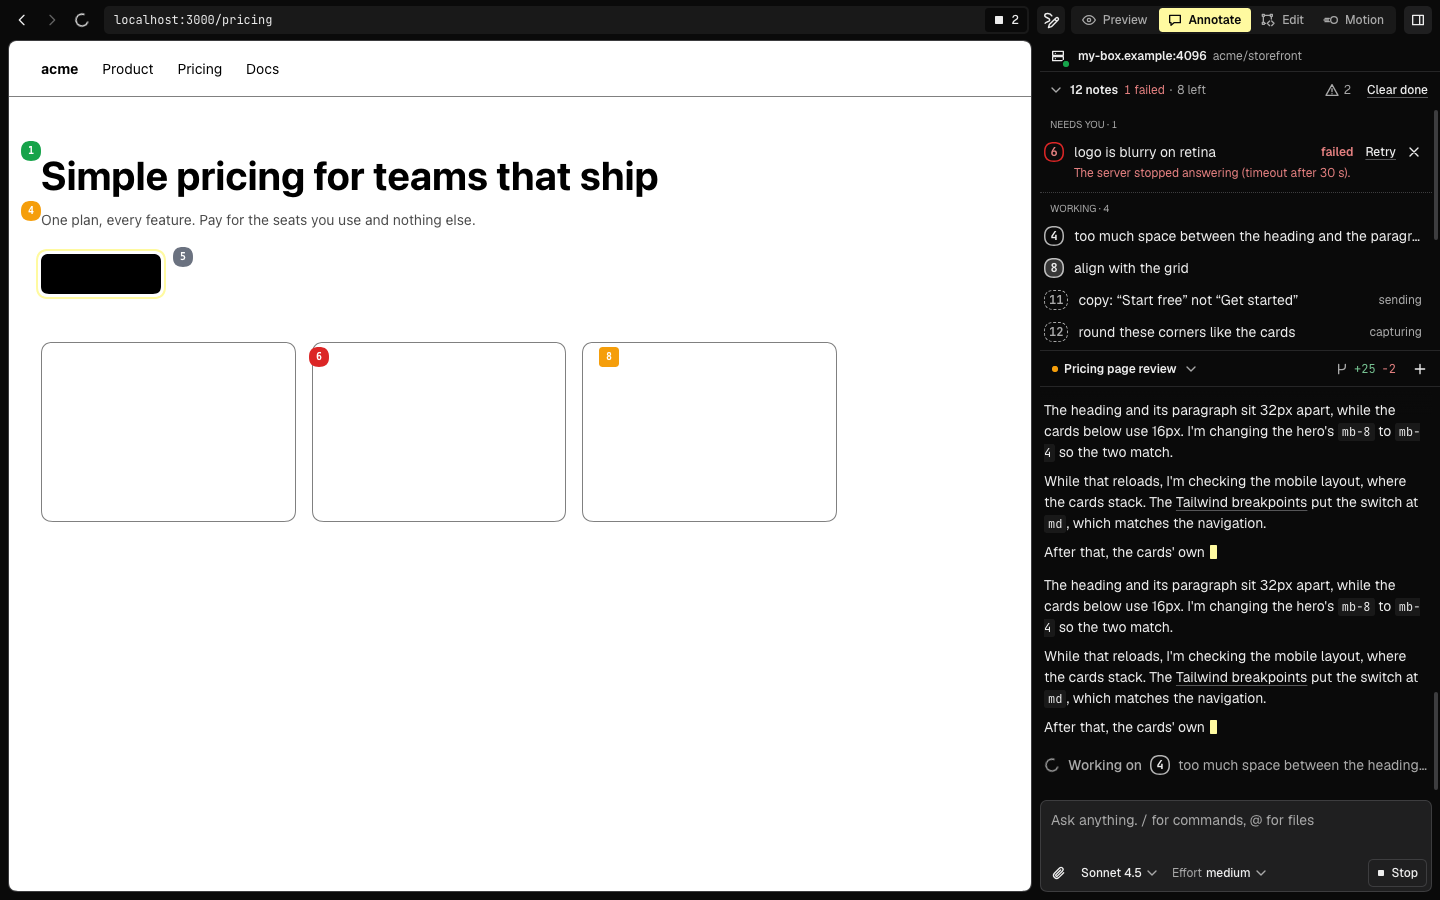 localhost:3000/pricing
2
Preview
Annotate
Edit
Motion
acme
Product
Pricing
Docs
1
Simple pricing for teams that ship
4
One plan, every feature. Pay for the seats you use and nothing else.
5
6
8
my-box.example:4096 acme/storefront
12 notes 1 failed · 8 left
2
Clear done
NEEDS YOU · 1
6 logo is blurry on retina failed Retry
The server stopped answering (timeout after 30 s).
WORKING · 4
4 too much space between the heading and the paragr...
8 align with the grid
11 copy: “Start free” not “Get started” sending
12 round these corners like the cards capturing
Pricing page review
+25 -2
The heading and its paragraph sit 32px apart, while the
cards below use 16px. I'm changing the hero's mb-8 to mb-
4 so the two match.
While that reloads, I'm checking the mobile layout, where
the cards stack. The Tailwind breakpoints put the switch at
md, which matches the navigation.
After that, the cards' own
The heading and its paragraph sit 32px apart, while the
cards below use 16px. I'm changing the hero's mb-8 to mb-
4 so the two match.
While that reloads, I'm checking the mobile layout, where
the cards stack. The Tailwind breakpoints put the switch at
md, which matches the navigation.
After that, the cards' own
Working on 4 too much space between the heading...
Ask anything. / for commands, @ for files
Sonnet 4.5
Effort medium
Stop